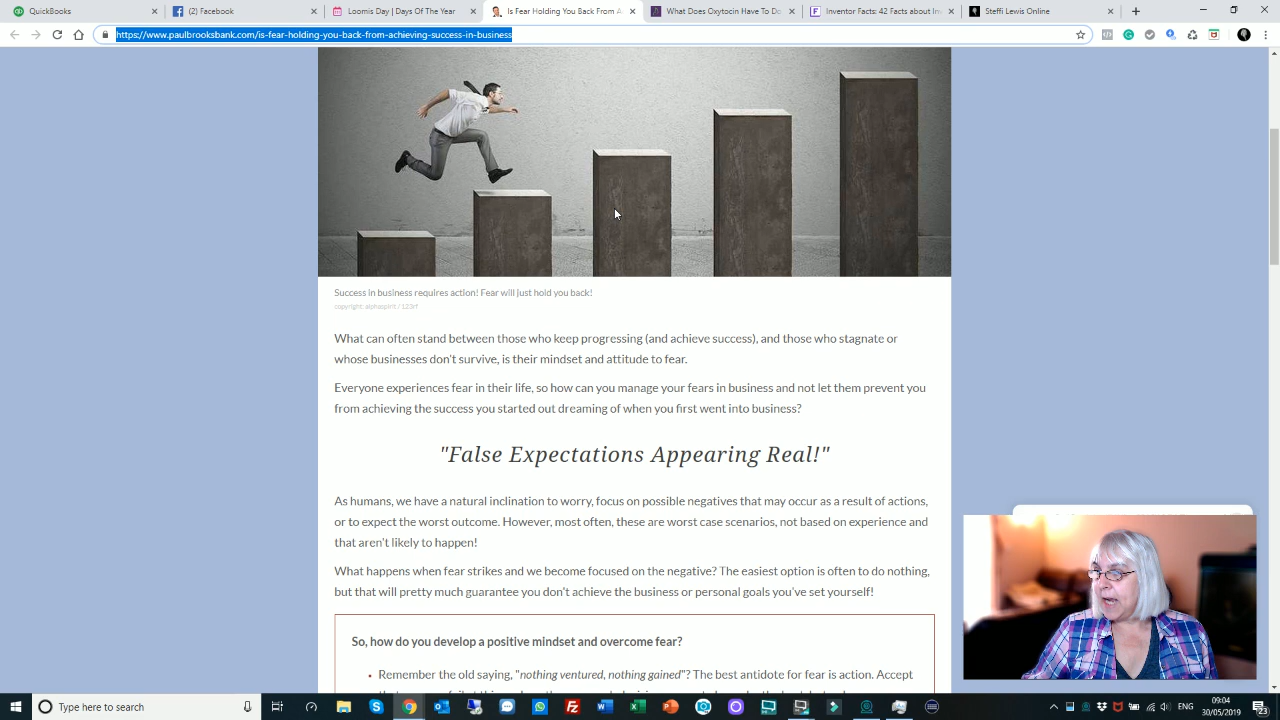 QuickBooks
(2) Facebook
Loomis Day | Days Of The Year
Is Fear Holding You Back From A
What Does Oxytocin Have To Do
Inventor Facts: 42 Facts about In
Steffi Lewis Online
https://www.paulbrooksbank.com/is-fear-holding-you-back-from-achieving-success-in-business
Success in business requires action! Fear will just hold you back!
copyright: alphaspirit / 123rf
What can often stand between those who keep progressing (and achieve success), and those who stagnate or
whose businesses don't survive, is their mindset and attitude to fear.
Everyone experiences fear in their life, so how can you manage your fears in business and not let them prevent you
from achieving the success you started out dreaming of when you first went into business?
"False Expectations Appearing Real!"
As humans, we have a natural inclination to worry, focus on possible negatives that may occur as a result of actions,
or to expect the worst outcome. However, most often, these are worst case scenarios, not based on experience and
that aren't likely to happen!
What happens when fear strikes and we become focused on the negative? The easiest option is often to do nothing,
but that will pretty much guarantee you don't achieve the business or personal goals you've set yourself!
So, how do you develop a positive mindset and overcome fear?
• Remember the old saying, "nothing ventured, nothing gained"? The best antidote for fear is action. Accept
Type here to search
ENG
09:04
30/05/2019